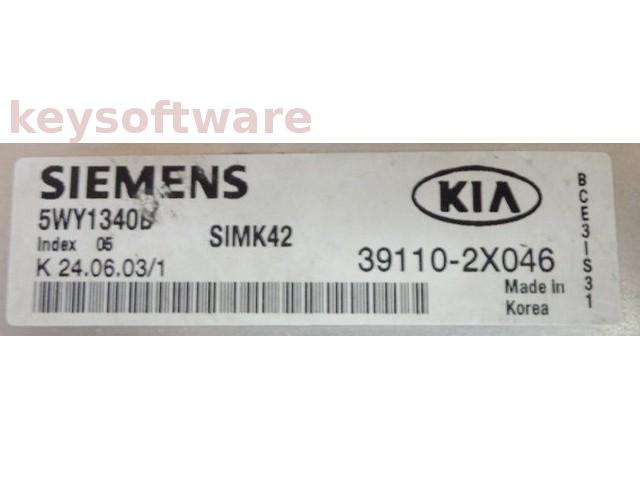 keysoftware
SIEMENS
KIA
5WY1340B
Index 05
SIMK42
K 24.06.03/1
39110-2X046
Made in
Korea
BCE3IS31